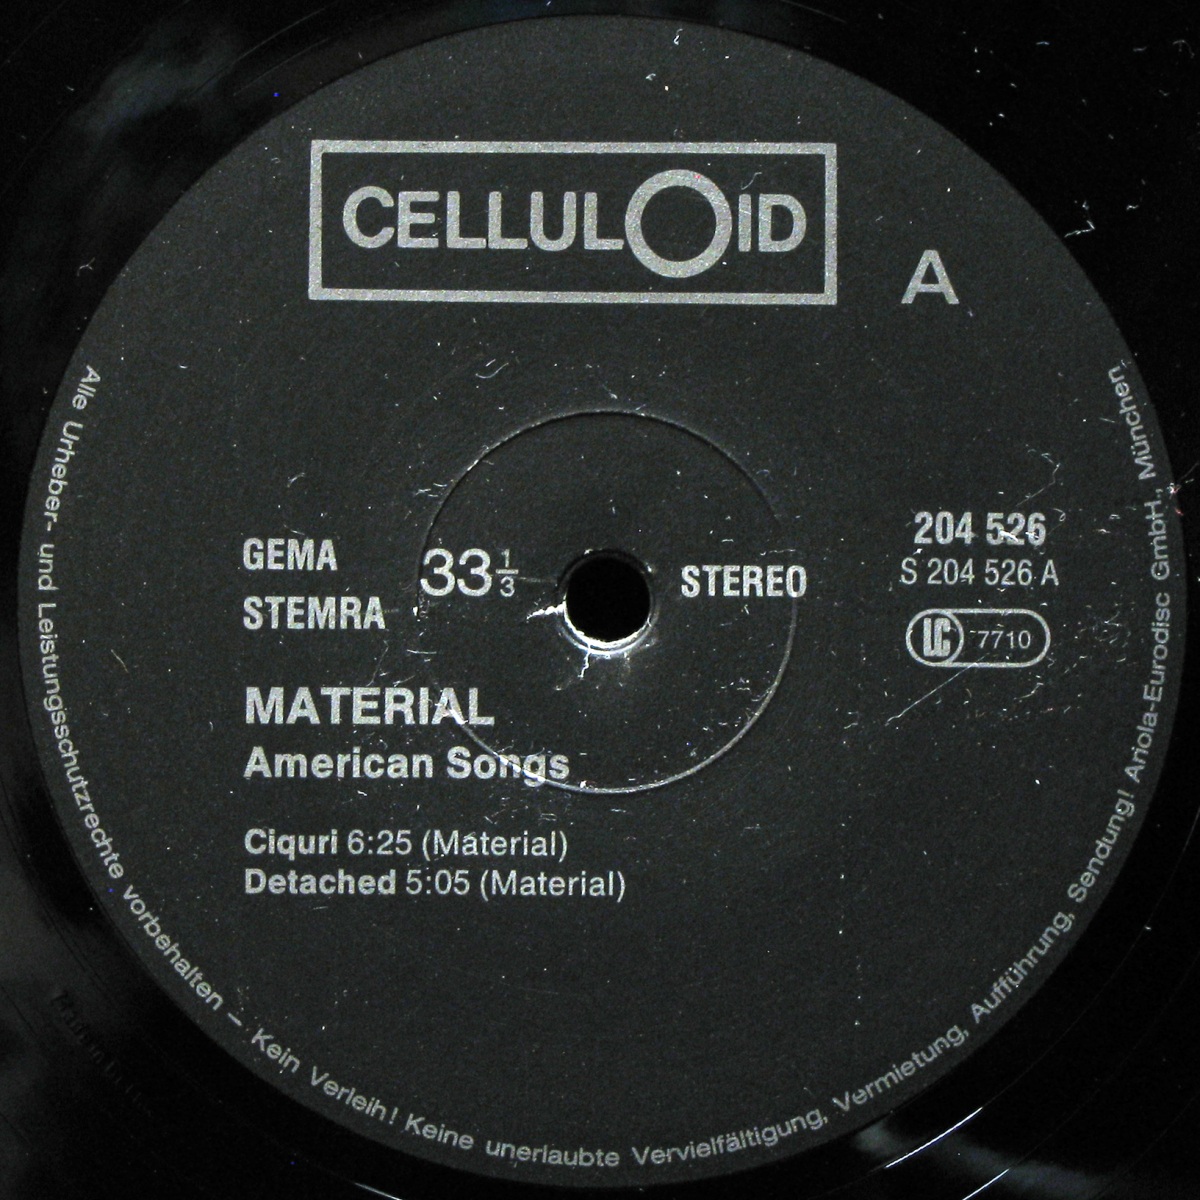 CELLULOID
A
GEMA
STEMRA
33 1/3
STEREO
204 526
S 204 526 A
LC 7710
MATERIAL
American Songs
Ciquri 6:25 (Material)
Detached 5:05 (Material)
Alle Urheber- und Leistungsschutzrechte vorbehalten – Kein Verleih! Keine unerlaubte Vervielfältigung, Vermietung, Aufführung, Sendung! Ariola-Eurodisc GmbH., München